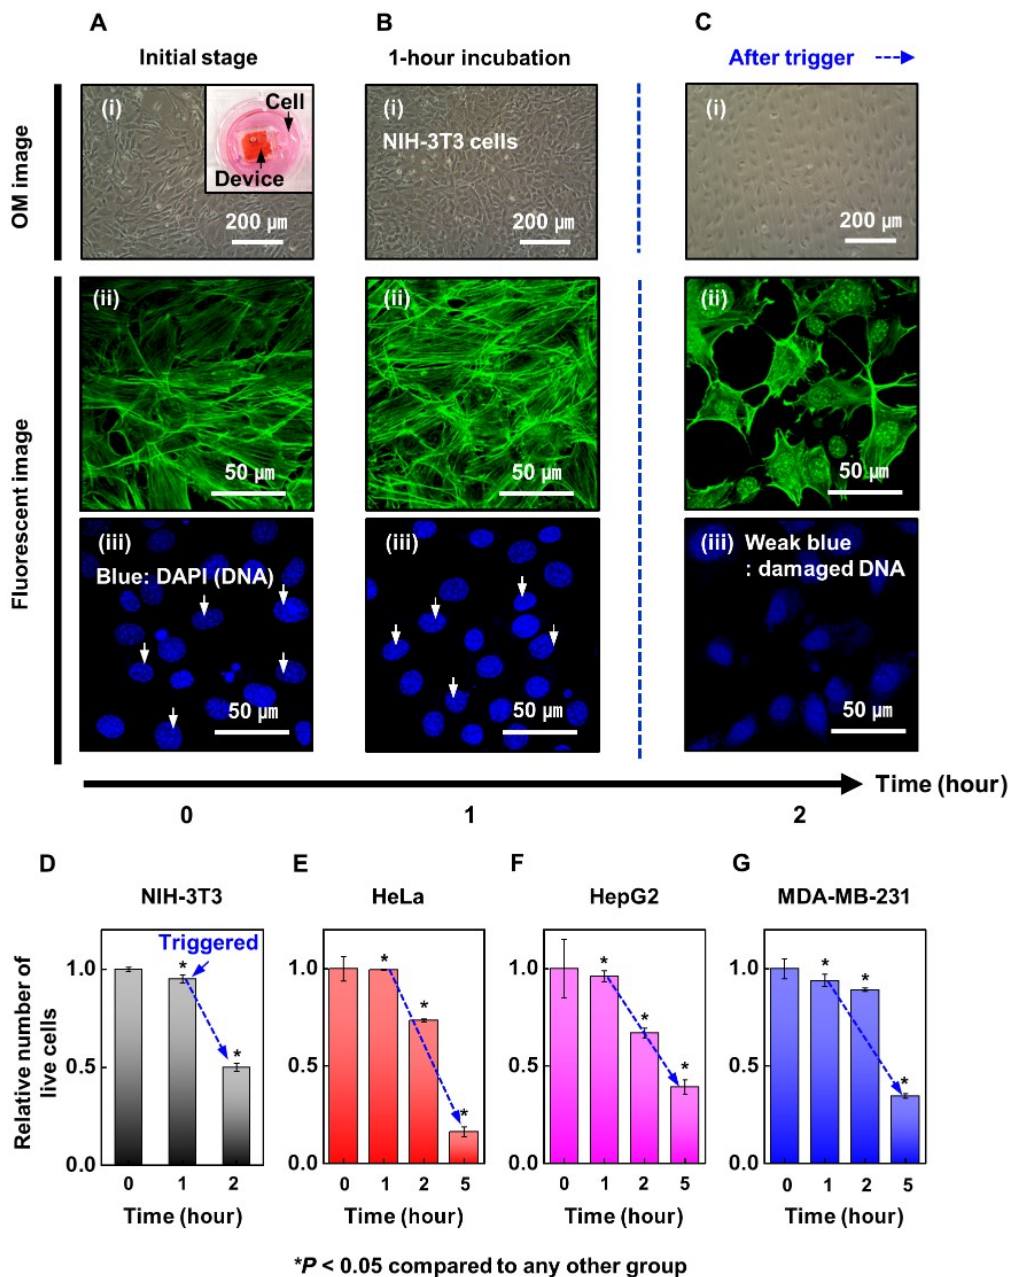 A
B
C
Initial stage
1-hour incubation
After trigger
OM image
(i)
Cell
Device
200 μm
(i)
NIH-3T3 cells
200 μm
(i)
200 μm
Fluorescent image
(ii)
50 μm
(ii)
50 μm
(ii)
50 μm
(iii)
Blue: DAPI (DNA)
50 μm
(iii)
50 μm
(iii) Weak blue
: damaged DNA
50 μm
Time (hour)
0
1
2
D
E
F
G
NIH-3T3
HeLa
HepG2
MDA-MB-231
Relative number of
live cells
1.0
0.5
0.0
Triggered
*
*
0 1 2
Time (hour)
1.0
0.5
0.0
*
*
*
0 1 2 5
Time (hour)
1.0
0.5
0.0
*
*
*
0 1 2 5
Time (hour)
1.0
0.5
0.0
*
*
*
0 1 2 5
Time (hour)
*P < 0.05 compared to any other group